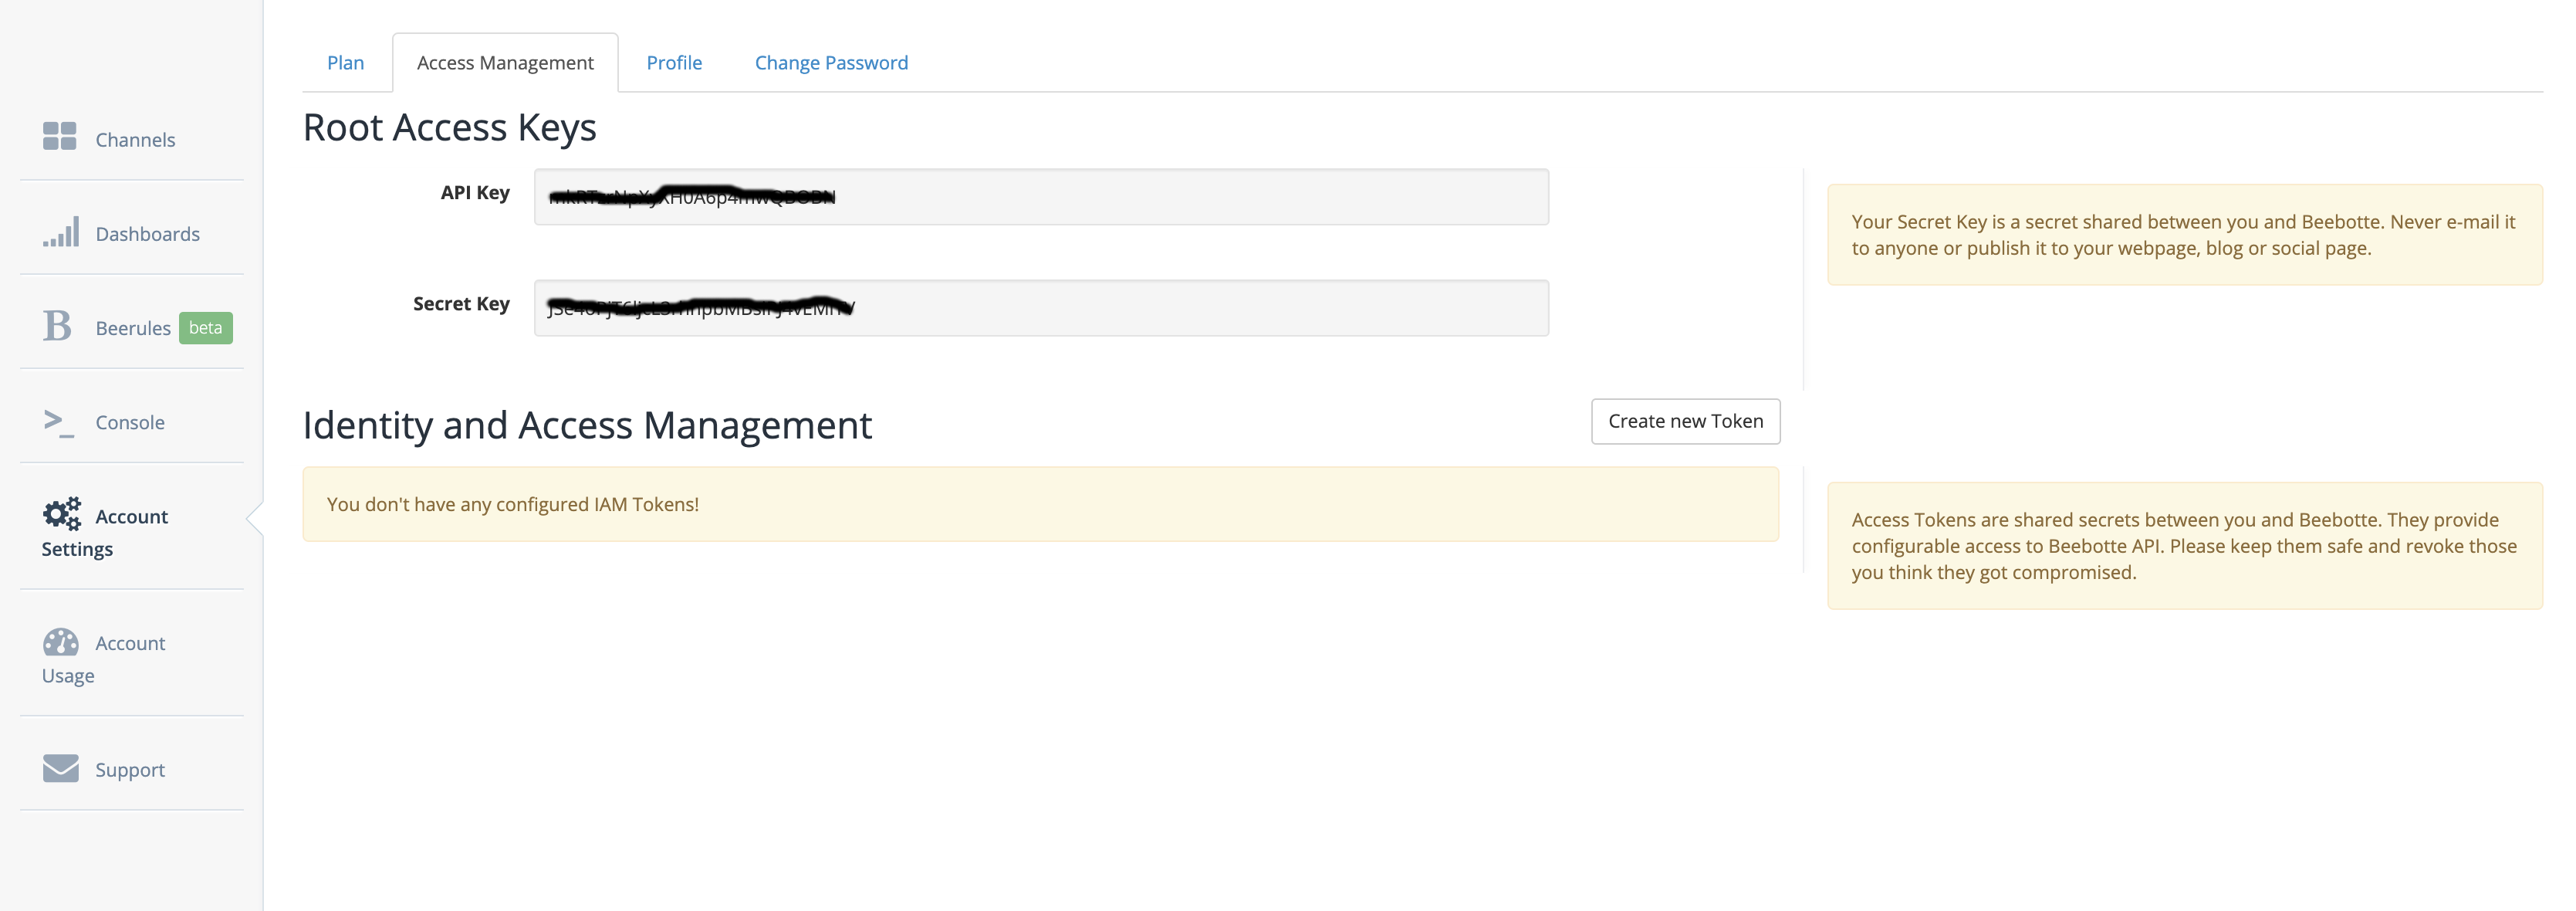 Plan
Access Management
Profile
Change Password
Channels
Dashboards
Beerules beta
Console
Account
Settings
Account
Usage
Support
Root Access Keys
API Key
Secret Key
Your Secret Key is a secret shared between you and Beebotte. Never e-mail it
to anyone or publish it to your webpage, blog or social page.
Identity and Access Management
Create new Token
You don't have any configured IAM Tokens!
Access Tokens are shared secrets between you and Beebotte. They provide
configurable access to Beebotte API. Please keep them safe and revoke those
you think they got compromised.